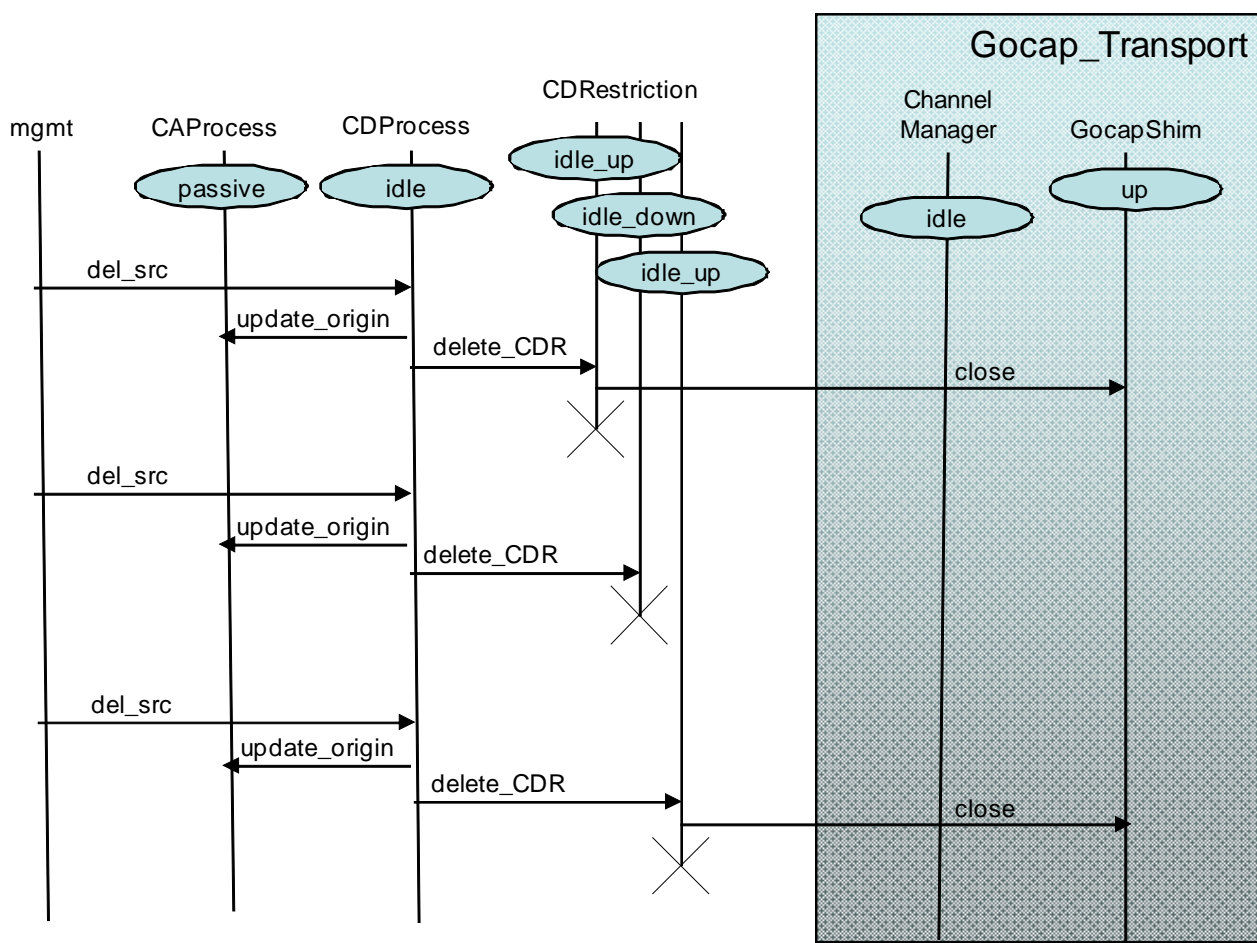 Gocap_Transport
CDRestriction
mgmt
CAProcess
CDProcess
Channel
Manager
GocapShim
idle_up
passive
idle
idle_down
up
idle
idle_up
del_src
update_origin
delete_CDR
close
del_src
update_origin
delete_CDR
del_src
update_origin
delete_CDR
close